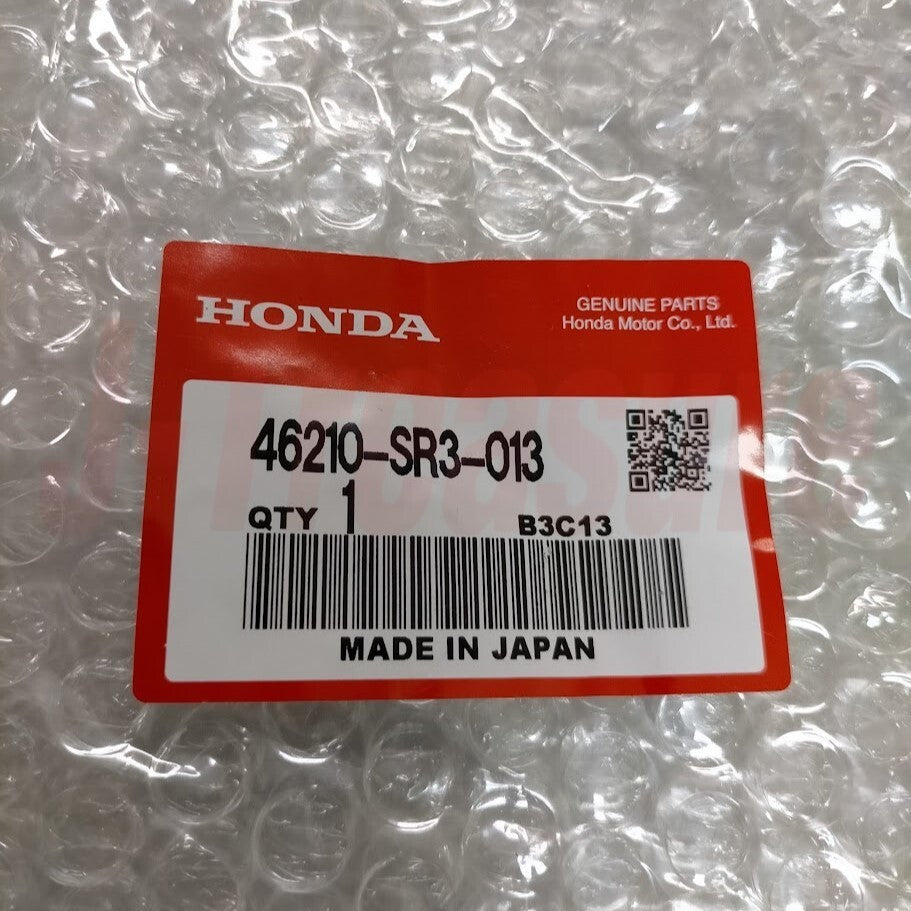 HONDA
GENUINE PARTS
Honda Motor Co., Ltd.
46210-SR3-013
QTY 1 B3C13
MADE IN JAPAN